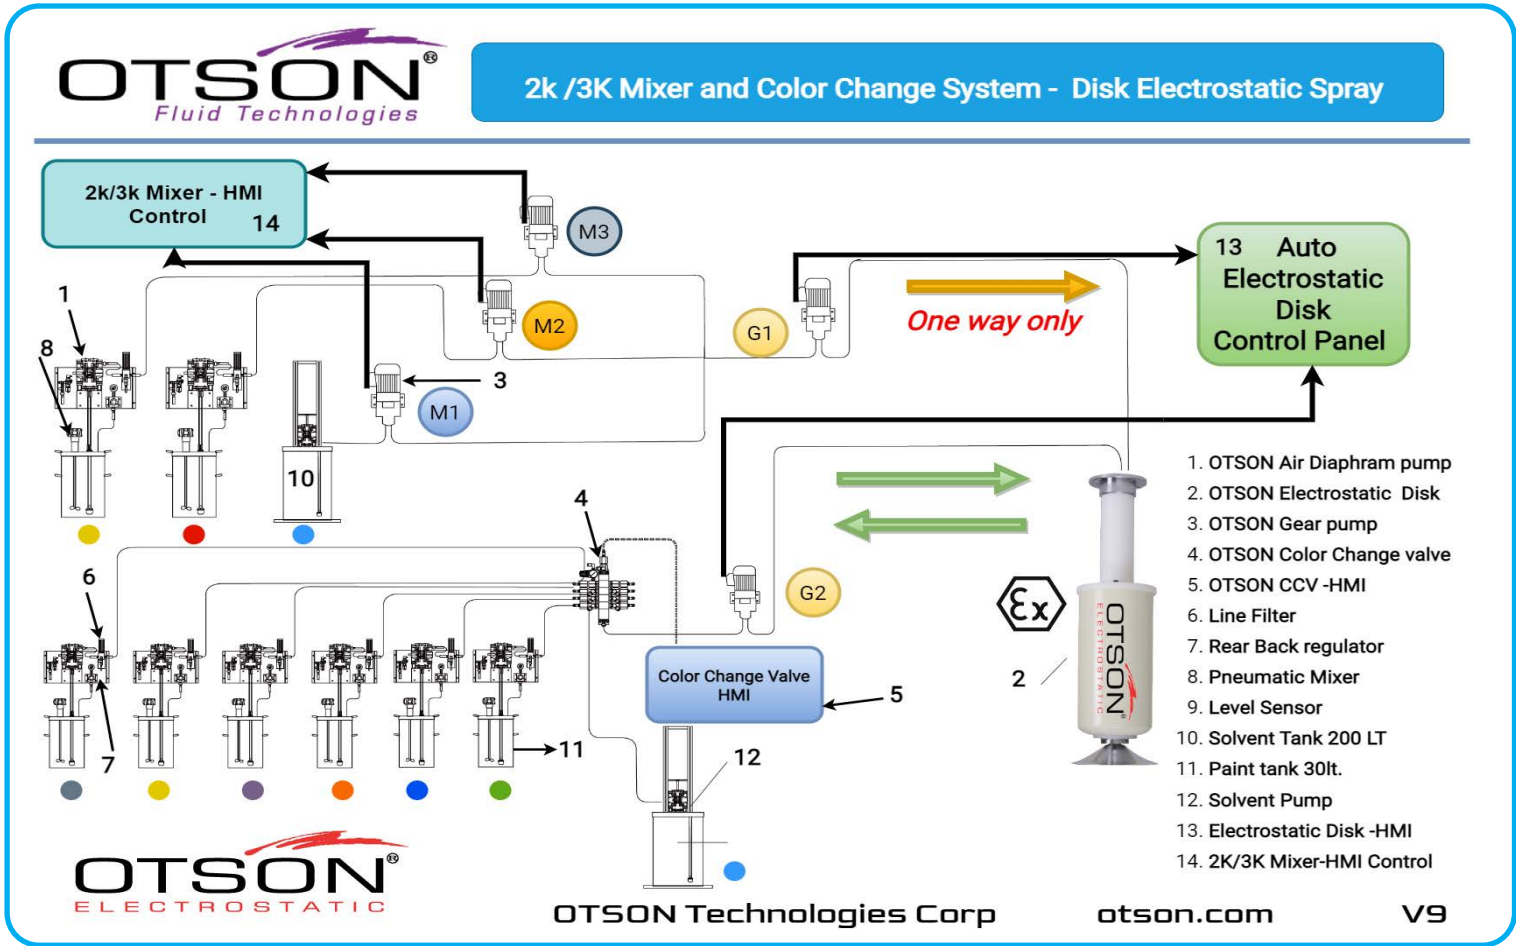 OTSON®
Fluid Technologies
2k /3K Mixer and Color Change System - Disk Electrostatic Spray
2k/3k Mixer - HMI
Control 14
M3
M2
M1
G1
One way only
13 Auto
Electrostatic
Disk
Control Panel
1
8
3
10
4
6
7
11
G2
Color Change Valve
HMI
5
12
Ex
2
OTSON®
ELECTROSTATIC
1. OTSON Air Diaphram pump
2. OTSON Electrostatic Disk
3. OTSON Gear pump
4. OTSON Color Change valve
5. OTSON CCV -HMI
6. Line Filter
7. Rear Back regulator
8. Pneumatic Mixer
9. Level Sensor
10. Solvent Tank 200 LT
11. Paint tank 30lt.
12. Solvent Pump
13. Electrostatic Disk -HMI
14. 2K/3K Mixer-HMI Control
OTSON®
ELECTROSTATIC
OTSON Technologies Corp
otson.com
V9